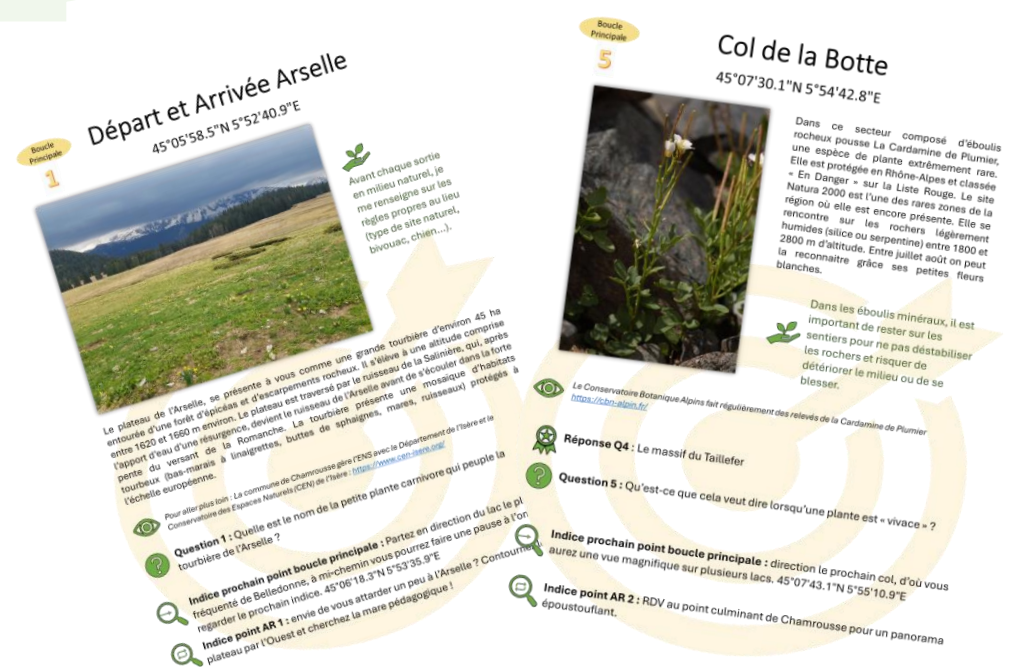 Boucle
Principale
1
Départ et Arrivée Arselle
45°05'58.5"N 5°52'40.9"E
Avant chaque sortie
en milieu naturel, je
me renseigne sur les
règles propres au lieu
(type de site naturel,
bivouac, chien…).
Le plateau de l'Arselle, se présente à vous comme une grande tourbière d'environ 45 ha
entourée d'une forêt d'épicéas et d'escarpements rocheux. Il s'élève à une altitude comprise
entre 1620 et 1660 m environ. Le plateau est traversé par le ruisseau de la Salinière, qui, après
l'apport d'eau d'une résurgence, devient le ruisseau de l'Arselle avant de s'écouler dans la forte
pente du versant de la Romanche. La tourbière présente une mosaïque d'habitats
tourbeux (bas-marais à linaigrettes, buttes de sphaignes, mares, ruisseaux) protégés à
l'échelle européenne.
Pour aller plus loin : La commune de Chamrousse gère l'ENS avec le Département de l'Isère et le
Conservatoire des Espaces Naturels (CEN) de l'Isère : https://www.cen-isere.org/
Question 1 : Quelle est le nom de la petite plante carnivore qui peuple la
tourbière de l'Arselle ?
Indice prochain point boucle principale : Partez en direction du lac le pl
fréquenté de Belledonne, à mi-chemin vous pourrez faire une pause à l'on
regarder le prochain indice. 45°06'18.3"N 5°53'35.9"E
Indice point AR 1 : envie de vous attarder un peu à l'Arselle ? Contourne
plateau par l'Ouest et cherchez la mare pédagogique !
Boucle
Principale
5
Col de la Botte
45°07'30.1"N 5°54'42.8"E
Dans ce secteur composé d'éboulis
rocheux pousse La Cardamine de Plumier,
une espèce de plante extrêmement rare.
Elle est protégée en Rhône-Alpes et classée
« En Danger » sur la Liste Rouge. Le site
Natura 2000 est l'une des rares zones de la
région où elle est encore présente. Elle se
rencontre sur les rochers légèrement
humides (silice ou serpentine) entre 1800 et
2800 m d'altitude. Entre juillet août on peut
la reconnaitre grâce ses petites fleurs
blanches.
Dans les éboulis minéraux, il est
important de rester sur les
sentiers pour ne pas déstabiliser
les rochers et risquer de
détériorer le milieu ou de se
blesser.
Le Conservatoire Botanique Alpins fait régulièrement des relevés de la Cardamine de Plumier
https://cbn-alpin.fr/
Réponse Q4 : Le massif du Taillefer
Question 5 : Qu'est-ce que cela veut dire lorsqu'une plante est « vivace » ?
Indice prochain point boucle principale : direction le prochain col, d'où vous
aurez une vue magnifique sur plusieurs lacs. 45°07'43.1"N 5°55'10.9"E
Indice point AR 2 : RDV au point culminant de Chamrousse pour un panorama
époustouflant.